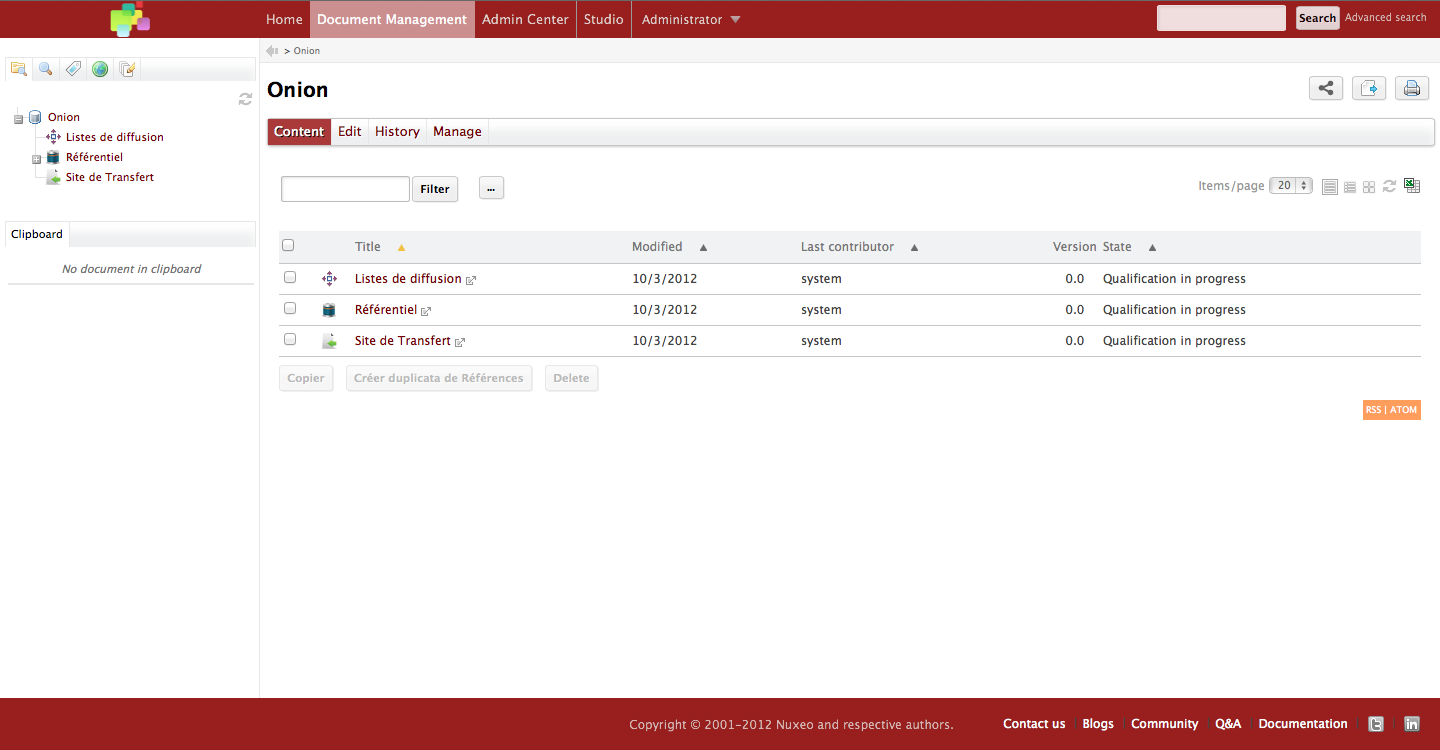 Home Document Management Admin Center Studio Administrator Search Advanced search
> Onion
Onion
Onion
Listes de diffusion
Référentiel
Site de Transfert
Clipboard
No document in clipboard
Content Edit History Manage
Filter ... Items/page 20
Title Modified Last contributor Version State
Listes de diffusion 10/3/2012 system 0.0 Qualification in progress
Référentiel 10/3/2012 system 0.0 Qualification in progress
Site de Transfert 10/3/2012 system 0.0 Qualification in progress
Copier Créer duplicata de Références Delete
RSS | ATOM
Copyright © 2001-2012 Nuxeo and respective authors. Contact us Blogs Community Q&A Documentation